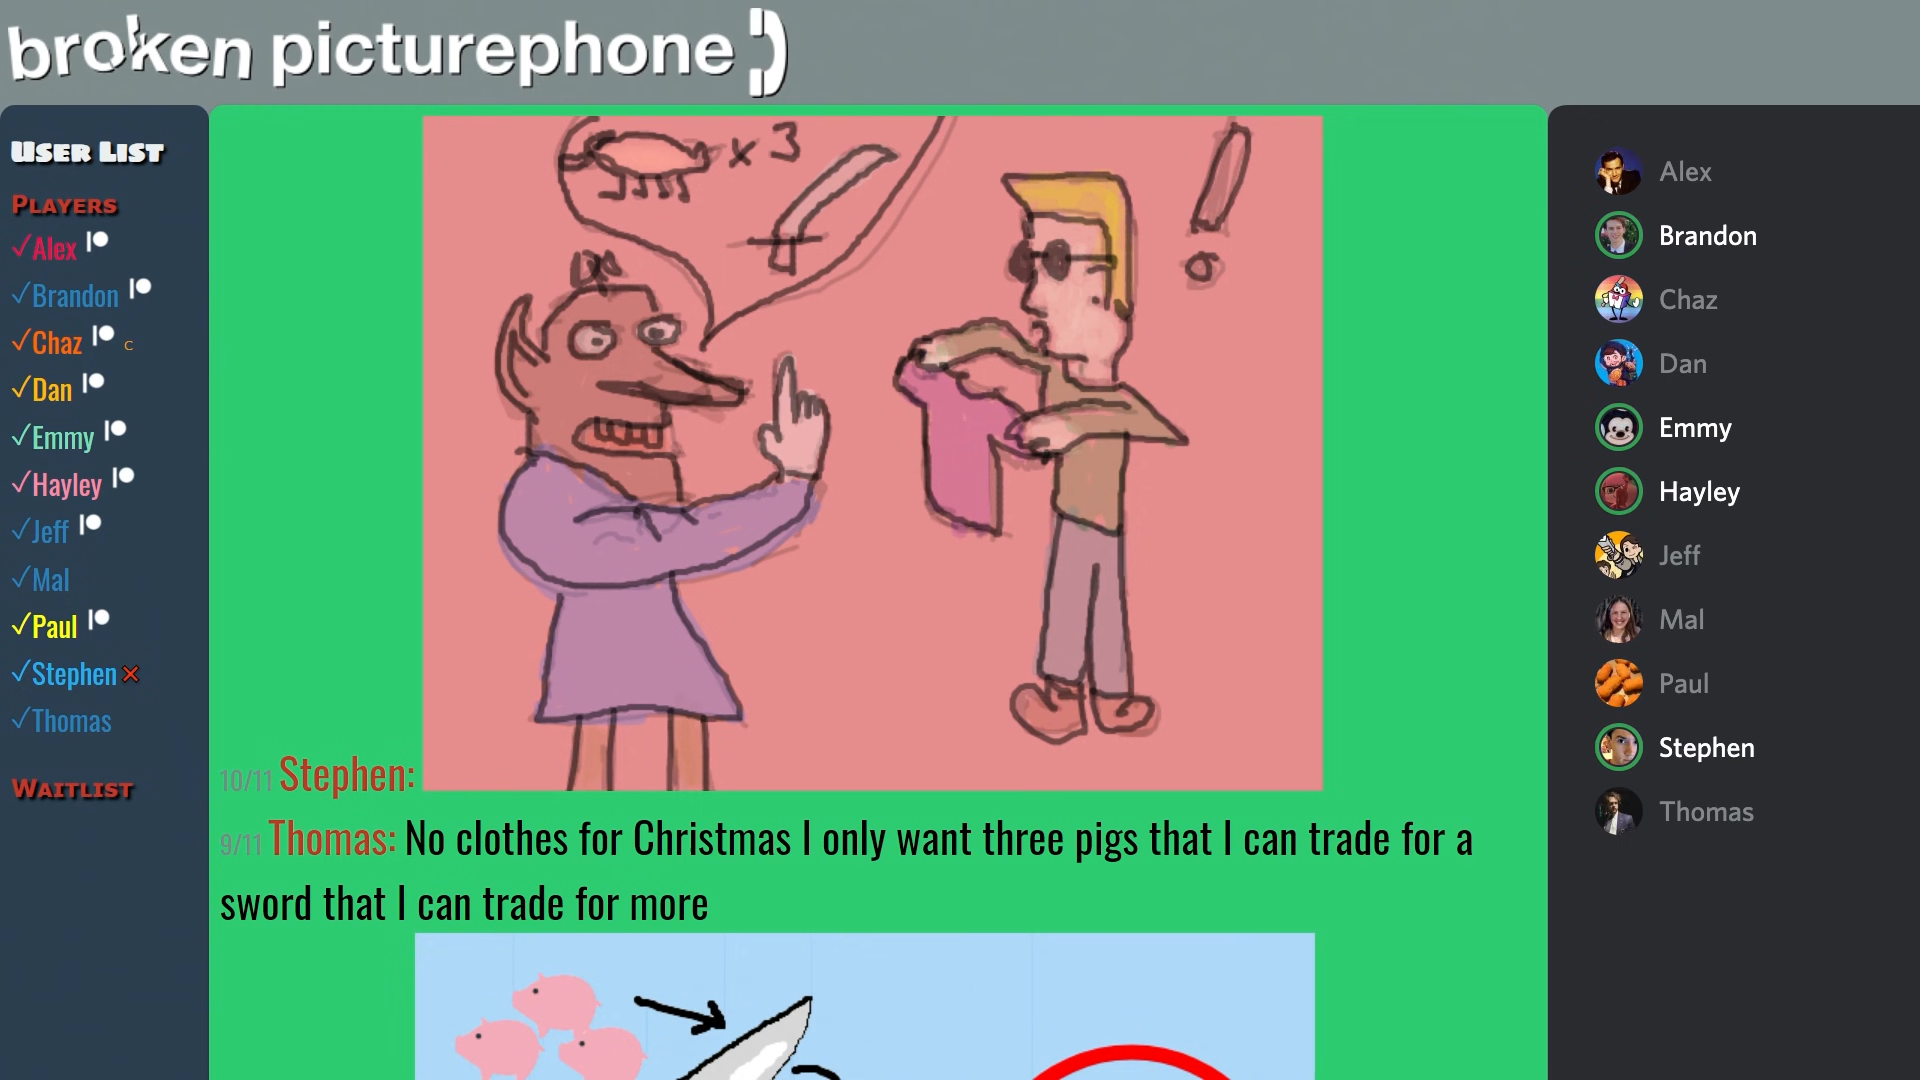 broken picturephone
User List
Players
✓Alex
✓Brandon
✓Chaz C
✓Dan
✓Emmy
✓Hayley
✓Jeff
✓Mal
✓Paul
✓Stephen✕
✓Thomas
Waitlist
x 3
!
10/11 Stephen:
9/11 Thomas: No clothes for Christmas I only want three pigs that I can trade for a
sword that I can trade for more
Alex
Brandon
Chaz
Dan
Emmy
Hayley
Jeff
Mal
Paul
Stephen
Thomas